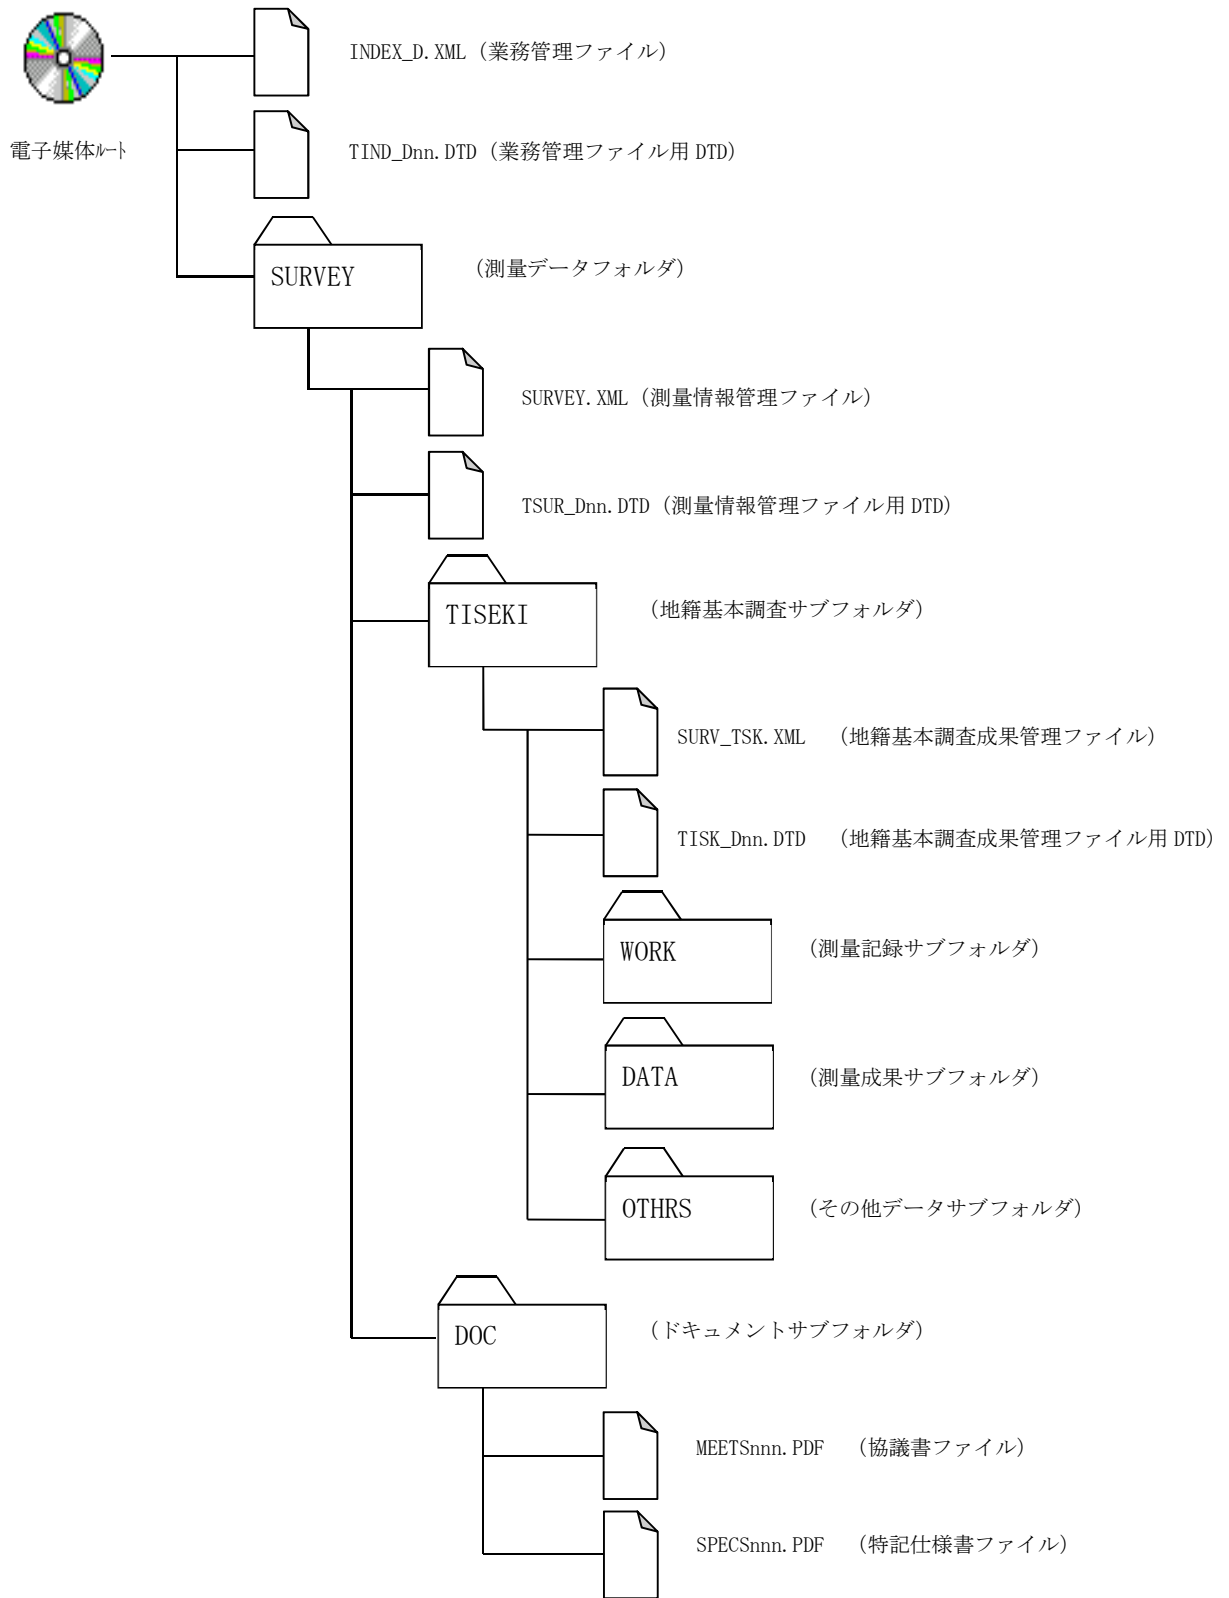 INDEX_D.XML（業務管理ファイル）
電子媒体ﾙｰﾄ
TIND_Dnn.DTD（業務管理ファイル用 DTD）
SURVEY （測量データフォルダ）
SURVEY.XML（測量情報管理ファイル）
TSUR_Dnn.DTD（測量情報管理ファイル用 DTD）
TISEKI （地籍基本調査サブフォルダ）
SURV_TSK.XML （地籍基本調査成果管理ファイル）
TISK_Dnn.DTD （地籍基本調査成果管理ファイル用 DTD）
WORK （測量記録サブフォルダ）
DATA （測量成果サブフォルダ）
OTHRS （その他データサブフォルダ）
DOC （ドキュメントサブフォルダ）
MEETSnnn.PDF （協議書ファイル）
SPECSnnn.PDF （特記仕様書ファイル）